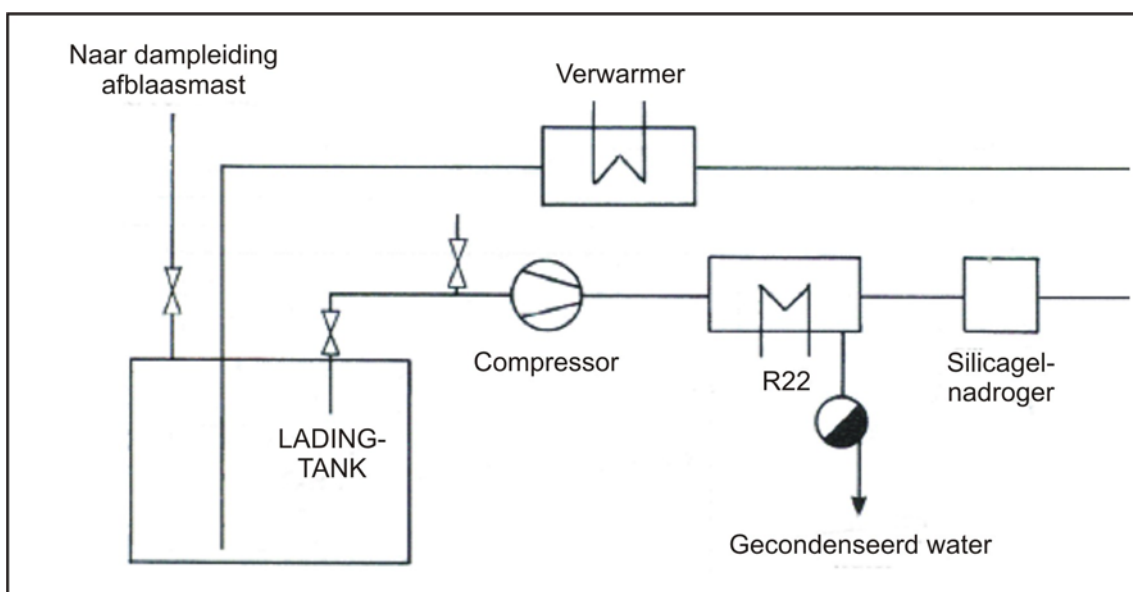 Naar dampleiding
afblaasmast
Verwarmer
Compressor
R22
Silicagel-
nadroger
LADING-
TANK
Gecondenseerd water